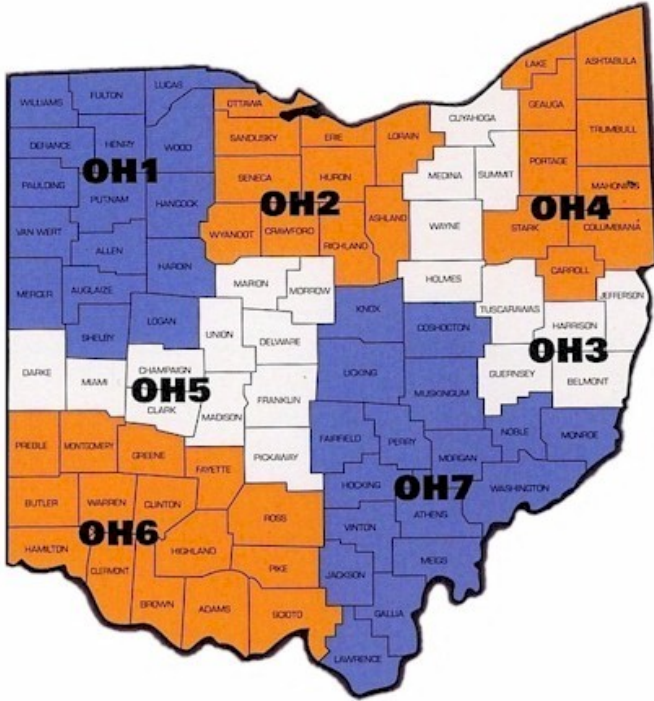 LAKE
ASHTABULA
WILLIAMS
FULTON
LUCAS
OTTAWA
GEAUGA
CUYAHOGA
DEFIANCE
HENRY
WOOD
SANDUSKY
ERIE
LORAIN
TRUMBULL
OH1
PAULDING
PUTNAM
HANCOCK
SENECA
HURON
MEDINA
SUMMIT
PORTAGE
MAHONING
OH2
OH4
ASHLAND
VAN WERT
ALLEN
WYANDOT
CRAWFORD
RICHLAND
WAYNE
STARK
COLUMBIANA
HARDIN
MERCER
AUGLAIZE
MARION
MORROW
HOLMES
CARROLL
JEFFERSON
LOGAN
KNOX
TUSCARAWAS
SHELBY
UNION
DELWARE
COSHOCTON
HARRISON
OH3
DARKE
MIAMI
CHAMPAIGN
OH5
CLARK
MADISON
FRANKLIN
LICKING
MUSKINGUM
GUERNSEY
BELMONT
PREBLE
MONTGOMERY
GREENE
FAYETTE
PICKAWAY
FAIRFIELD
PERRY
MORGAN
NOBLE
MONROE
BUTLER
WARREN
CLINTON
HOCKING
OH7
WASHINGTON
ROSS
ATHENS
OH6
VINTON
HAMILTON
CLERMONT
HIGHLAND
PIKE
JACKSON
MEIGS
BROWN
ADAMS
SCIOTO
GALLIA
LAWRENCE